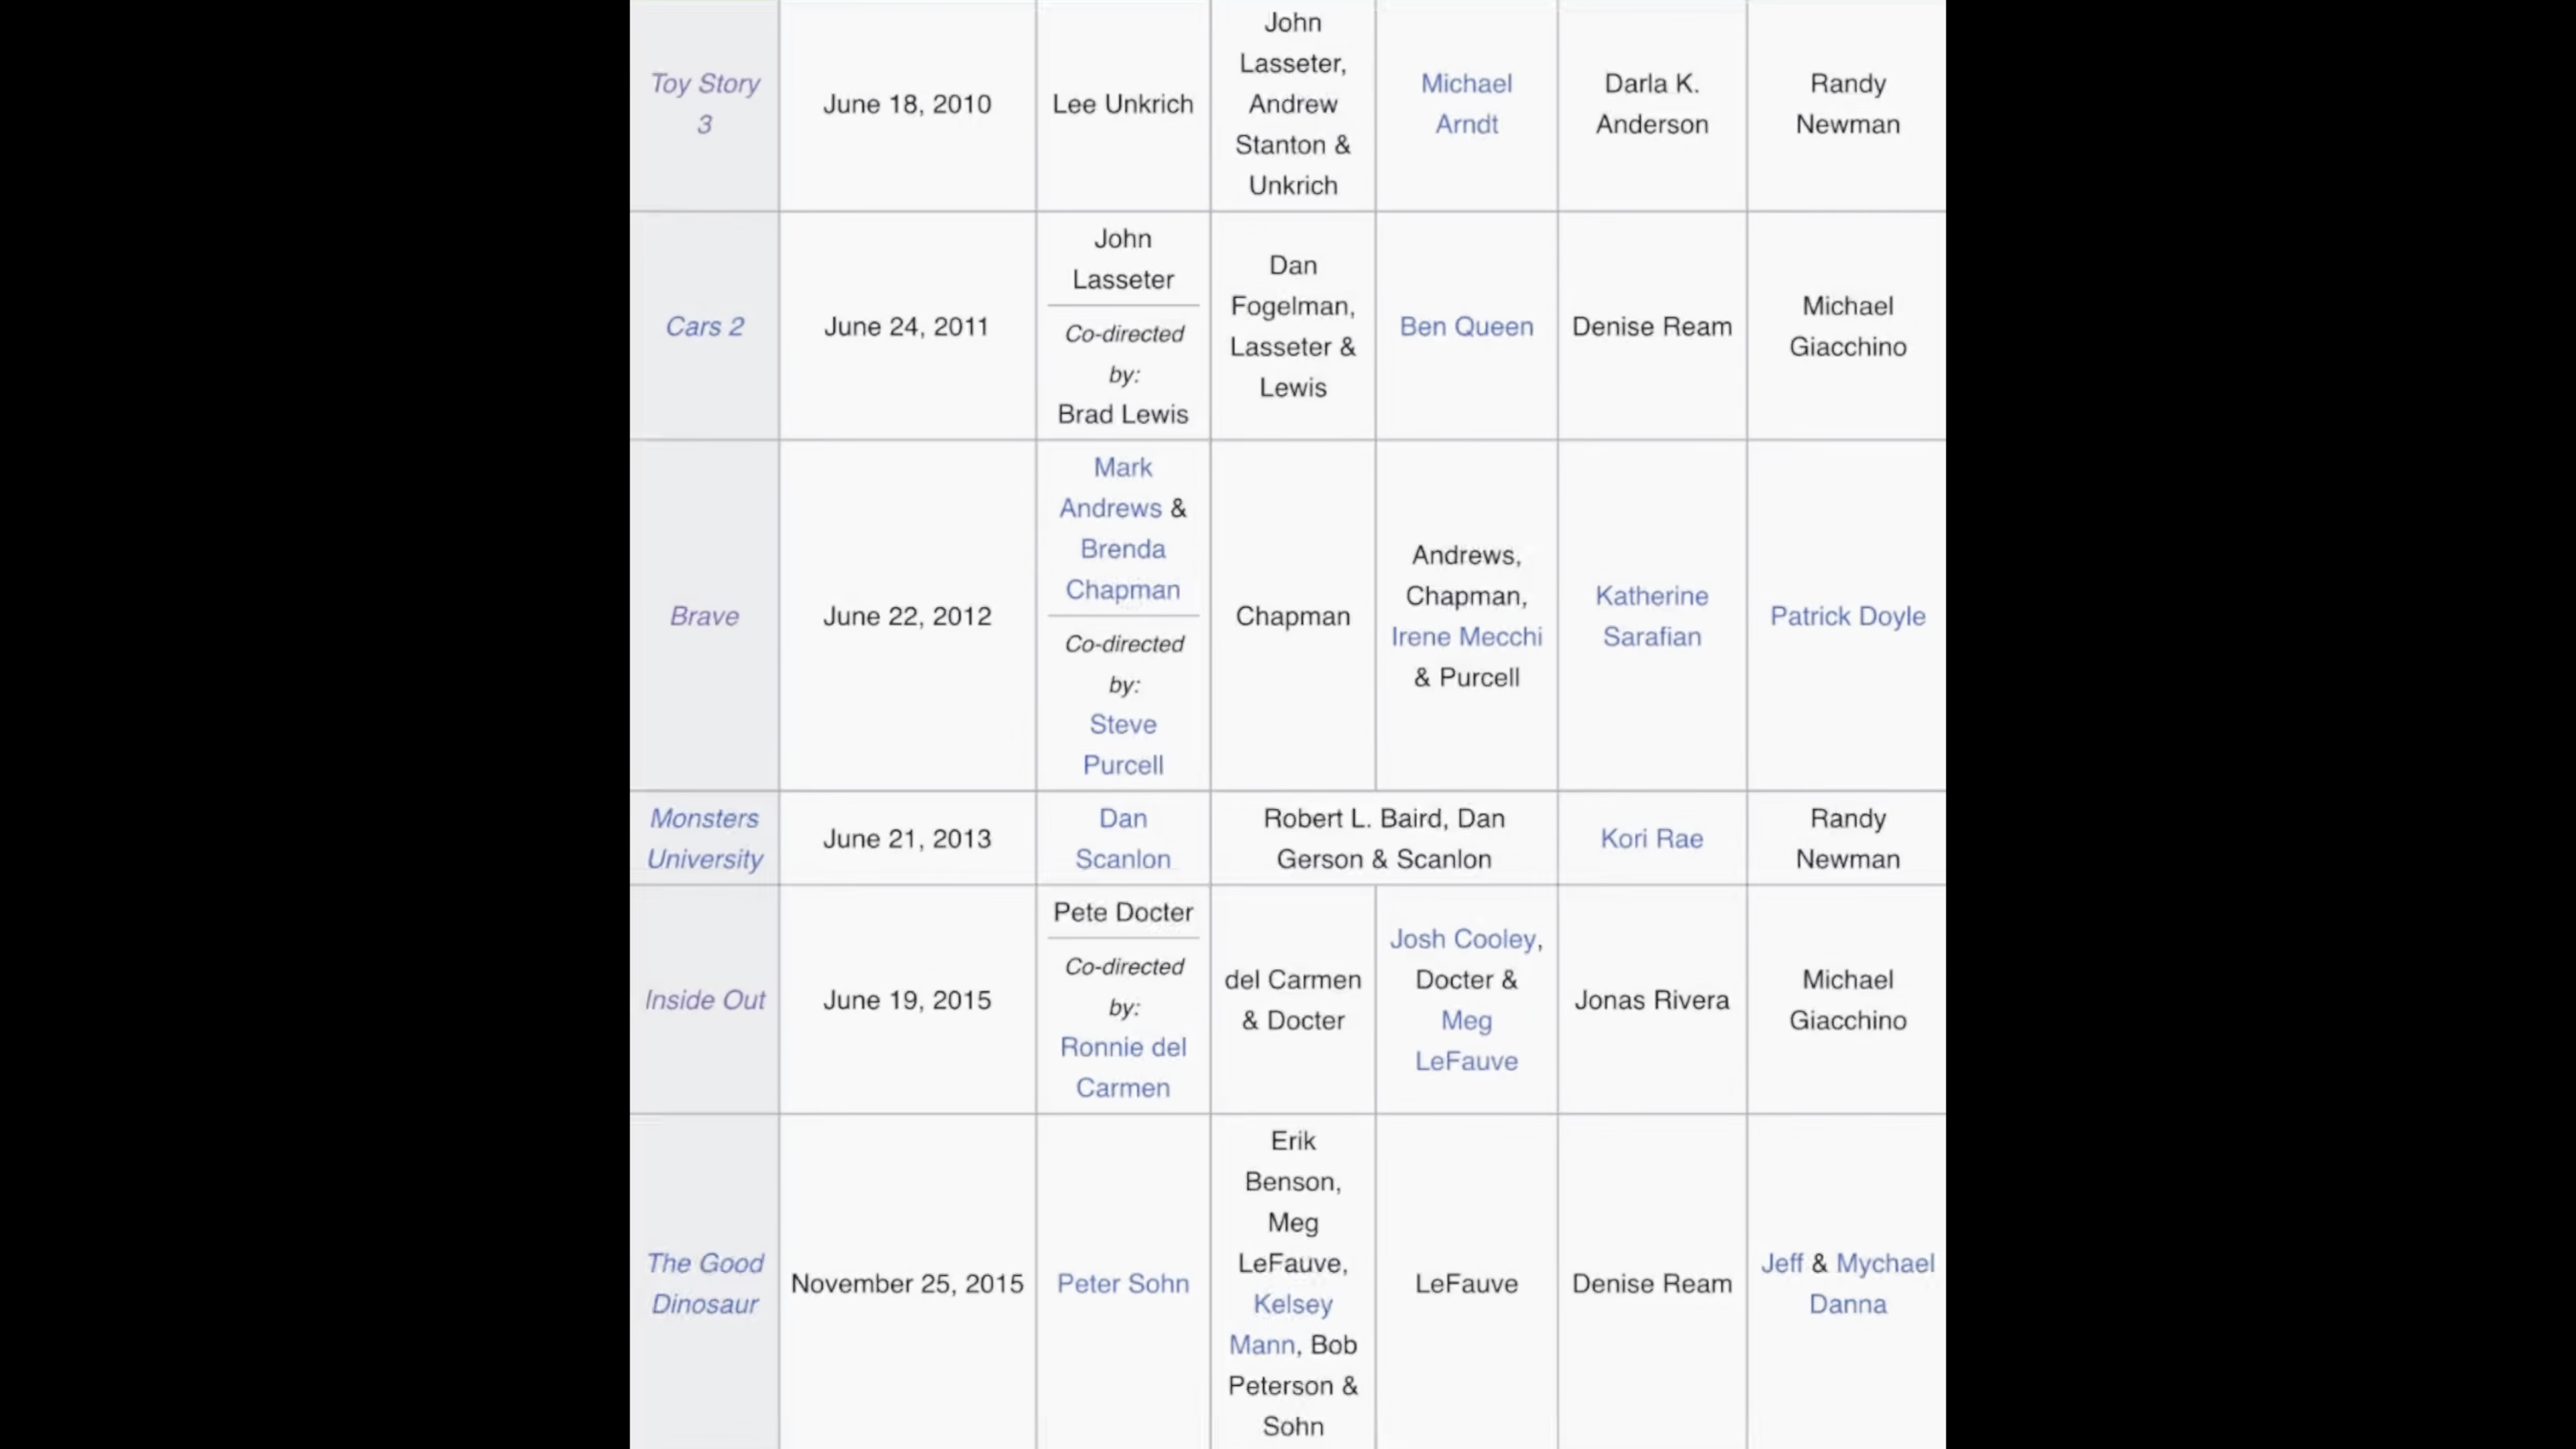 Toy Story
3
June 18, 2010
Lee Unkrich
John
Lasseter,
Andrew
Stanton &
Unkrich
Michael
Arndt
Darla K.
Anderson
Randy
Newman
Cars 2
June 24, 2011
John
Lasseter
Co-directed
by:
Brad Lewis
Dan
Fogelman,
Lasseter &
Lewis
Ben Queen
Denise Ream
Michael
Giacchino
Brave
June 22, 2012
Mark
Andrews &
Brenda
Chapman
Co-directed
by:
Steve
Purcell
Chapman
Andrews,
Chapman,
Irene Mecchi
& Purcell
Katherine
Sarafian
Patrick Doyle
Monsters
University
June 21, 2013
Dan
Scanlon
Robert L. Baird, Dan
Gerson & Scanlon
Kori Rae
Randy
Newman
Inside Out
June 19, 2015
Pete Docter
Co-directed
by:
Ronnie del
Carmen
del Carmen
& Docter
Josh Cooley,
Docter &
Meg
LeFauve
Jonas Rivera
Michael
Giacchino
The Good
Dinosaur
November 25, 2015
Peter Sohn
Erik
Benson,
Meg
LeFauve,
Kelsey
Mann, Bob
Peterson &
Sohn
LeFauve
Denise Ream
Jeff & Mychael
Danna